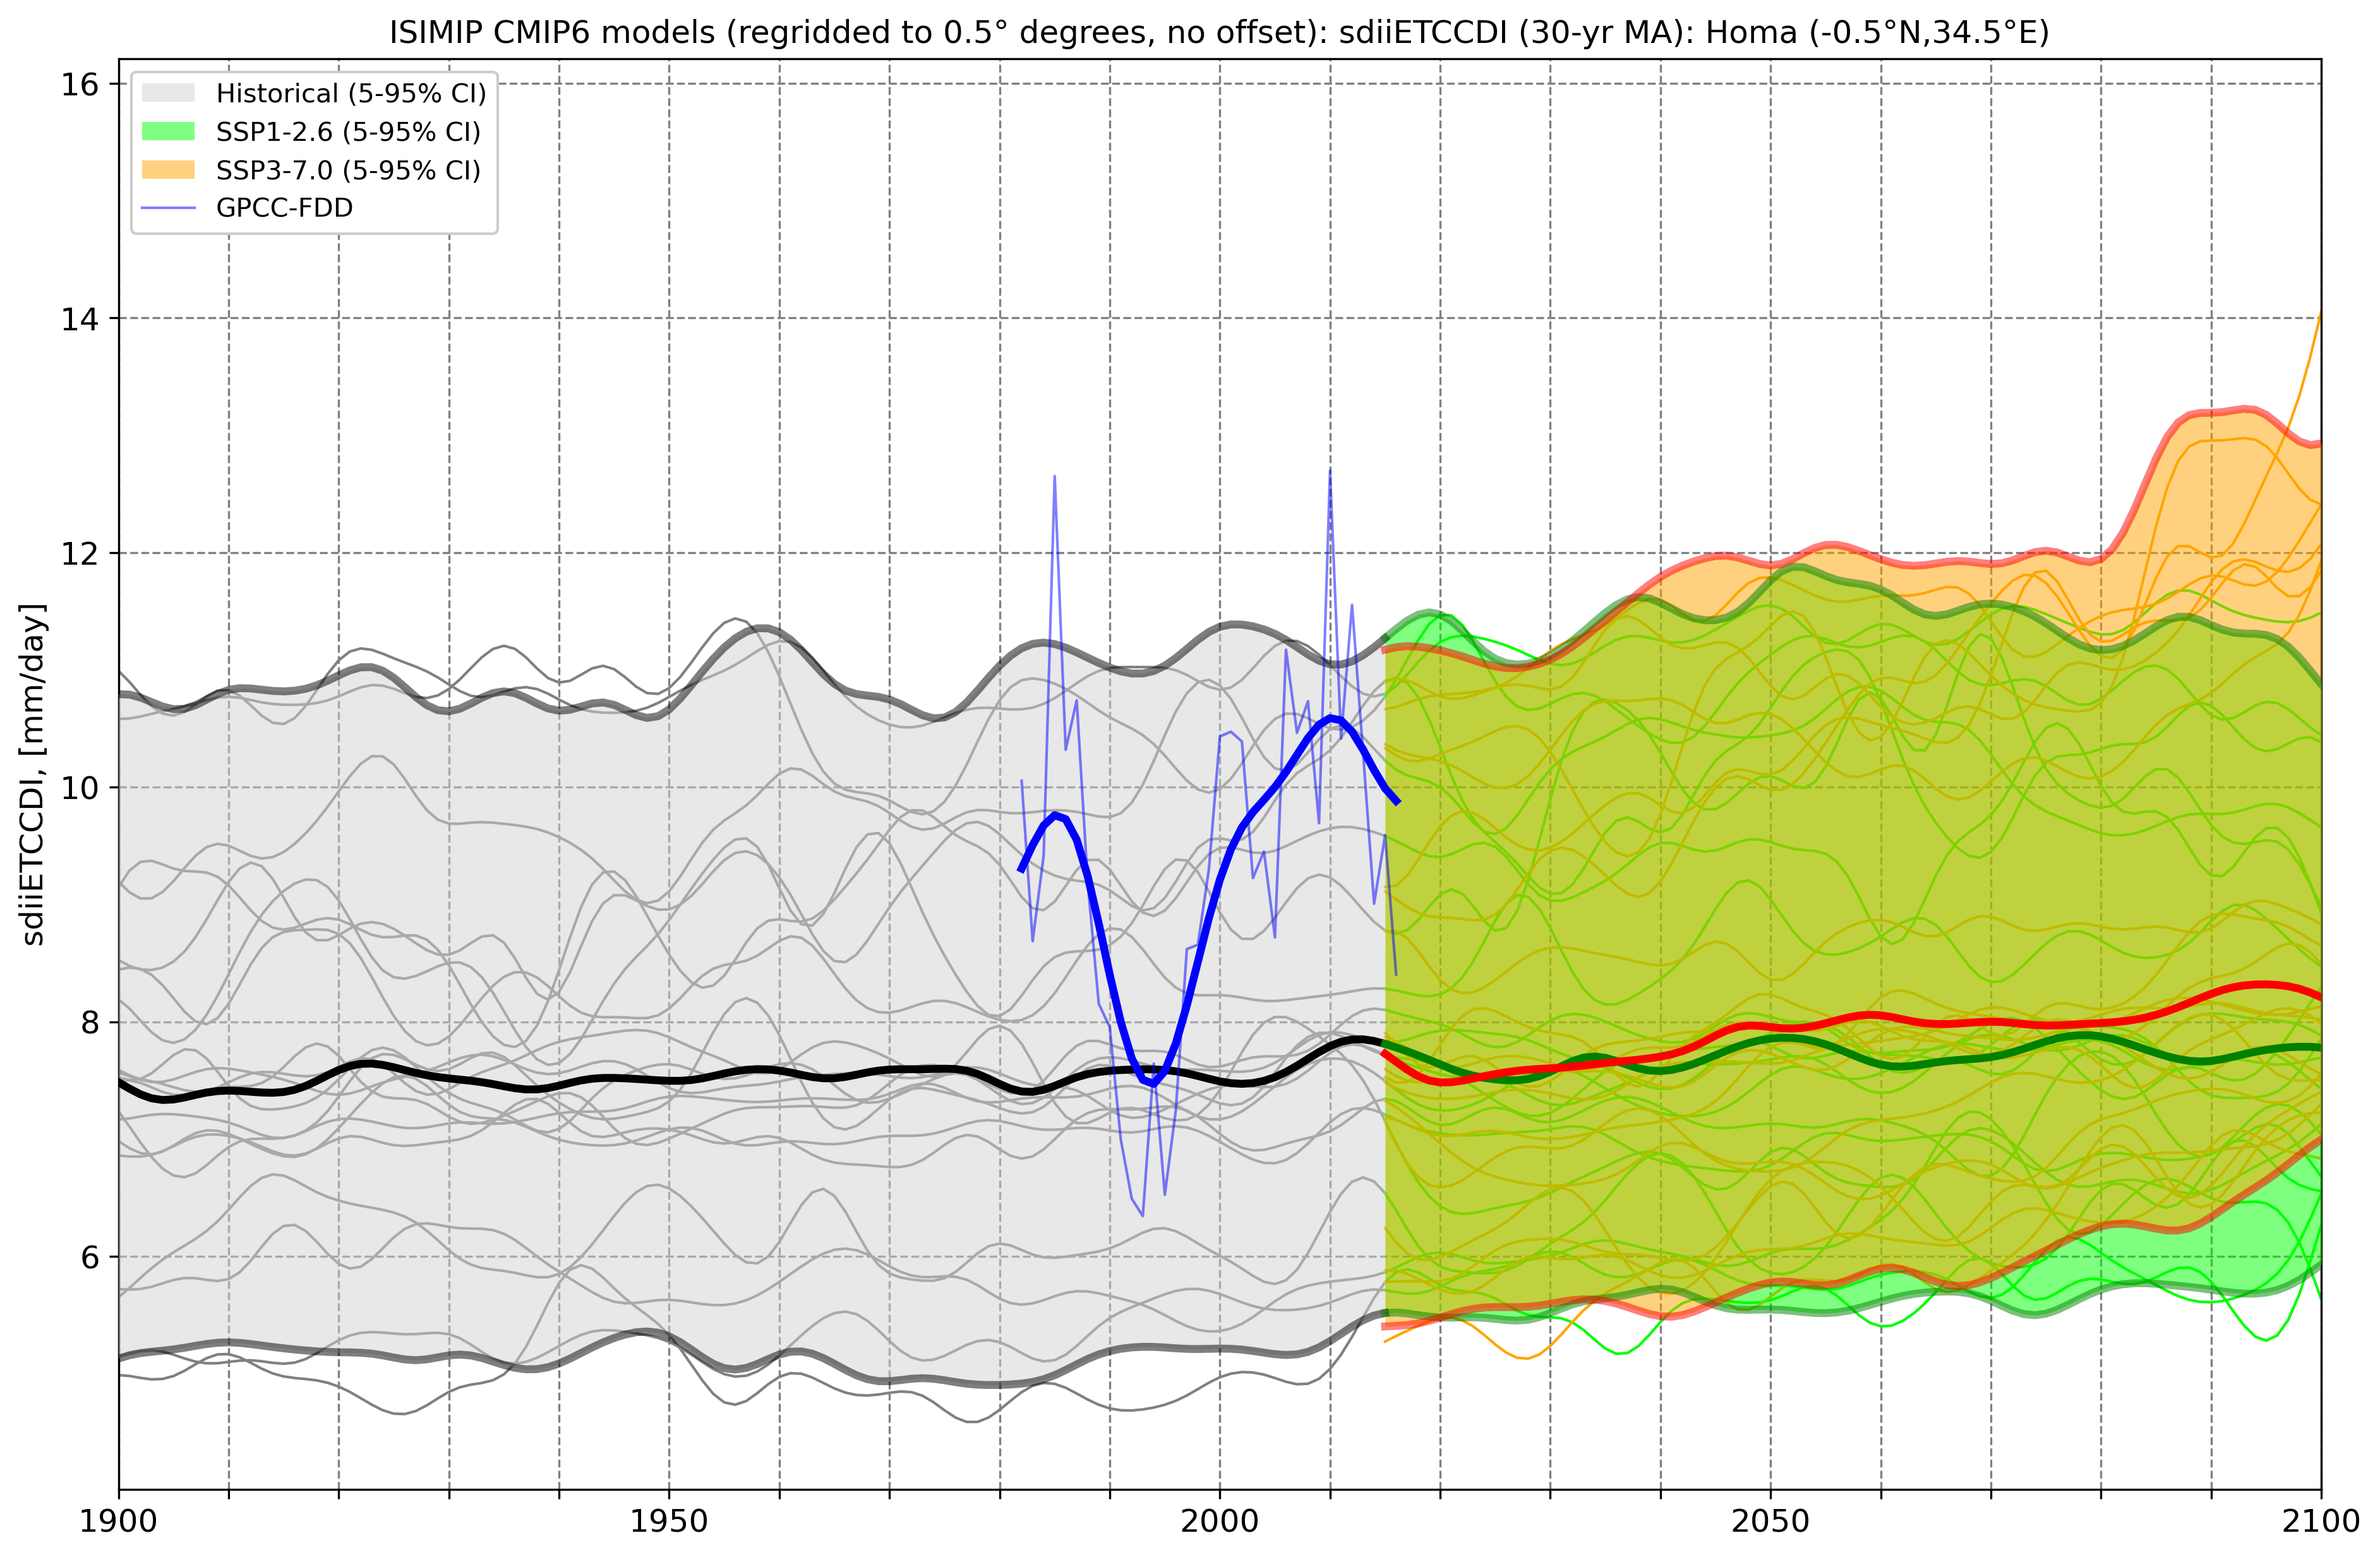 ISIMIP CMIP6 models (regridded to 0.5° degrees, no offset): sdiiETCCDI (30-yr MA): Homa (-0.5°N,34.5°E)
Historical (5-95% CI)
SSP1-2.6 (5-95% CI)
SSP3-7.0 (5-95% CI)
GPCC-FDD
sdiiETCCDI, [mm/day]
16
14
12
10
8
6
1900
1950
2000
2050
2100